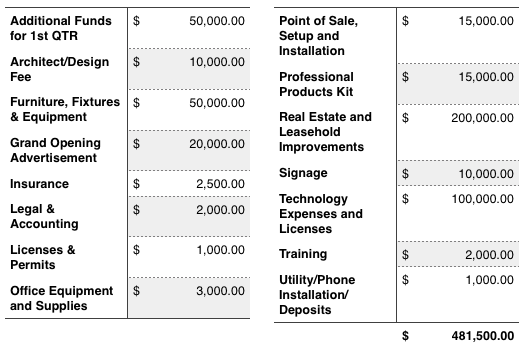 Additional Funds $ 50,000.00
for 1st QTR
Architect/Design $ 10,000.00
Fee
Furniture, Fixtures $ 50,000.00
& Equipment
Grand Opening $ 20,000.00
Advertisement
Insurance $ 2,500.00
Legal & $ 2,000.00
Accounting
Licenses & $ 1,000.00
Permits
Office Equipment $ 3,000.00
and Supplies
Point of Sale, $ 15,000.00
Setup and
Installation
Professional $ 15,000.00
Products Kit
Real Estate and $ 200,000.00
Leasehold
Improvements
Signage $ 10,000.00
Technology $ 100,000.00
Expenses and
Licenses
Training $ 2,000.00
Utility/Phone $ 1,000.00
Installation/
Deposits
$ 481,500.00